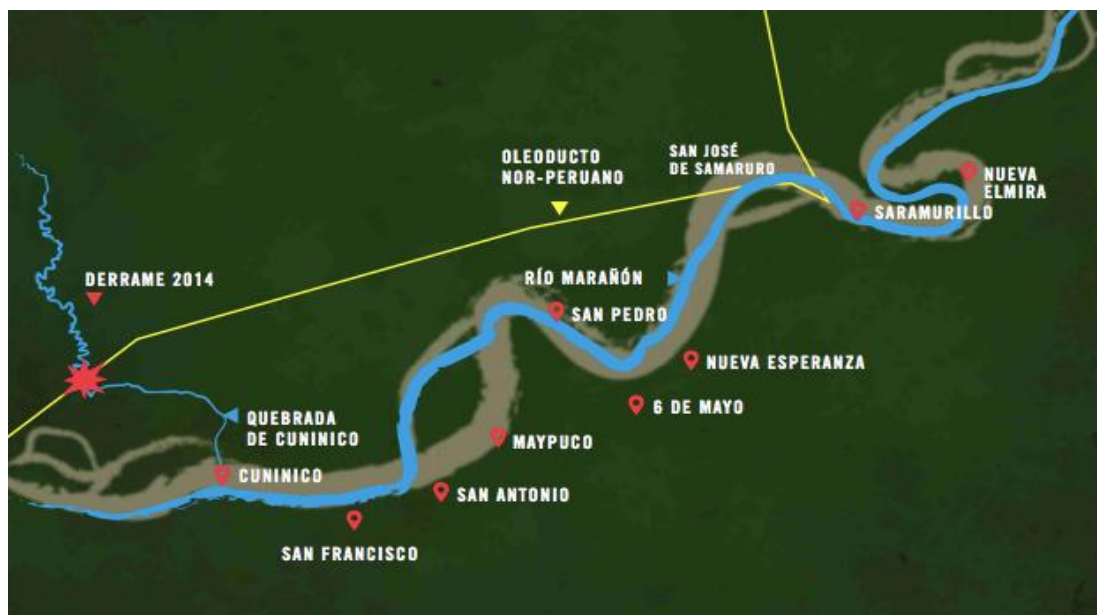 OLEODUCTO
NOR-PERUANO
SAN JOSÉ
DE SAMARURO
NUEVA
ELMIRA
SARAMURILLO
DERRAME 2014
RÍO MARAÑÓN
SAN PEDRO
NUEVA ESPERANZA
6 DE MAYO
QUEBRADA
DE CUNINICO
MAYPUCO
CUNINICO
SAN ANTONIO
SAN FRANCISCO